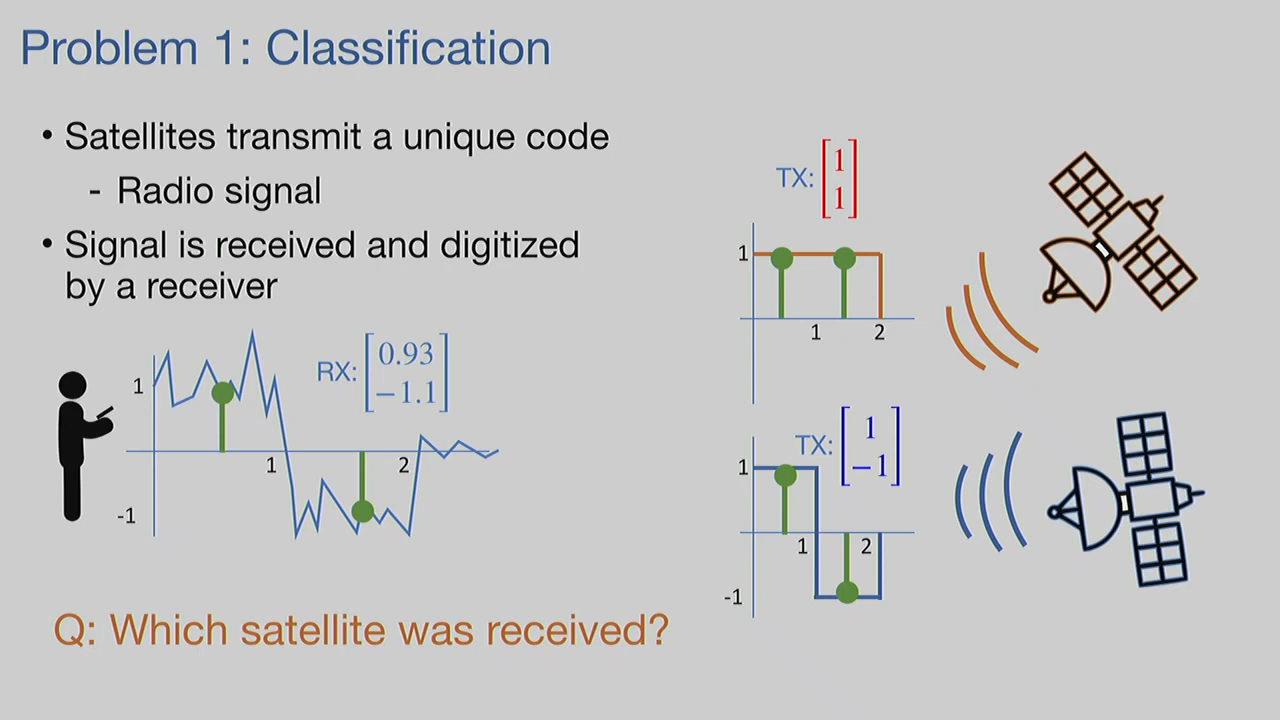 Problem 1: Classification
• Satellites transmit a unique code
- Radio signal
• Signal is received and digitized
by a receiver
RX: [0.93
−1.1]
1
1
2
-1
TX: [1
1]
1
1
2
TX: [1
−1]
1
1
2
-1
Q: Which satellite was received?